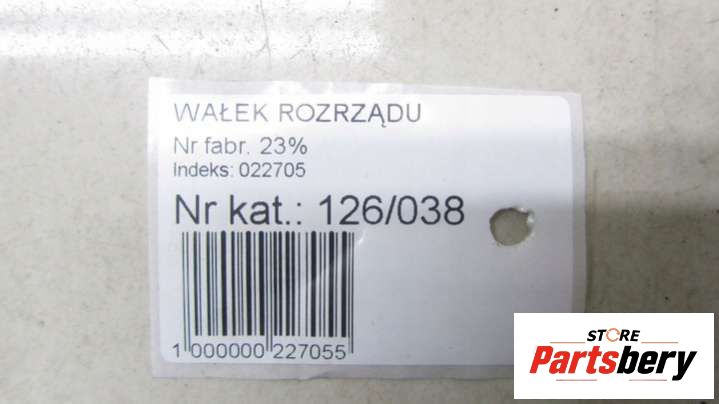 WAŁEK ROZRZĄDU
Nr fabr. 23%
Indeks: 022705
Nr kat.: 126/038
1 000000 227055
STORE
Partsbery